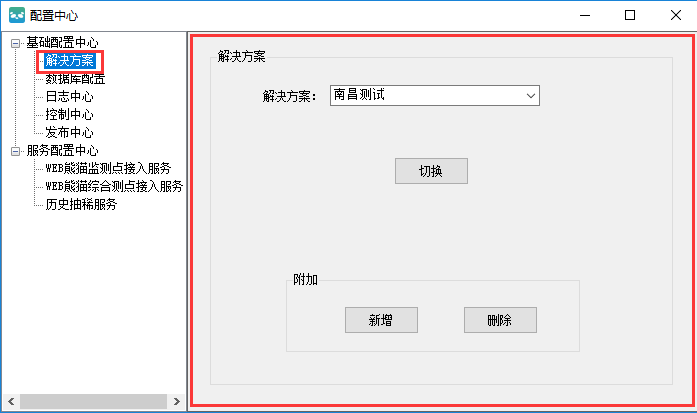 配置中心
基础配置中心
解决方案
数据库配置
日志中心
控制中心
发布中心
服务配置中心
WEB熊猫监测点接入服务
WEB熊猫综合测点接入服务
历史抽稀服务
解决方案
解决方案：
南昌测试
切换
附加
新增
删除